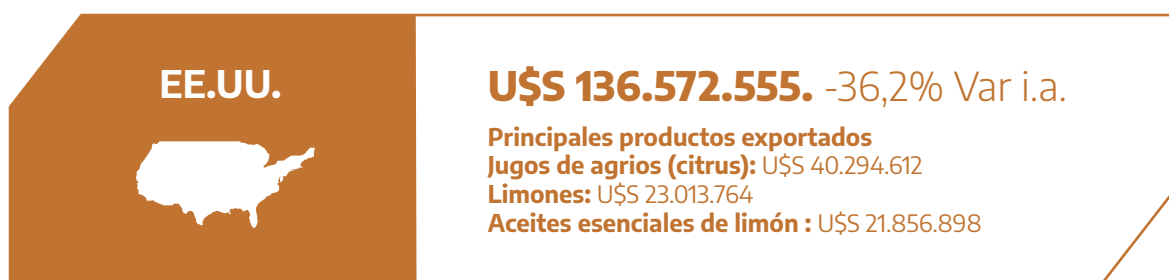 EE.UU.
U$S 136.572.555. -36,2% Var i.a.
Principales productos exportados
Jugos de agrios (citrus): U$S 40.294.612
Limones: U$S 23.013.764
Aceites esenciales de limón : U$S 21.856.898